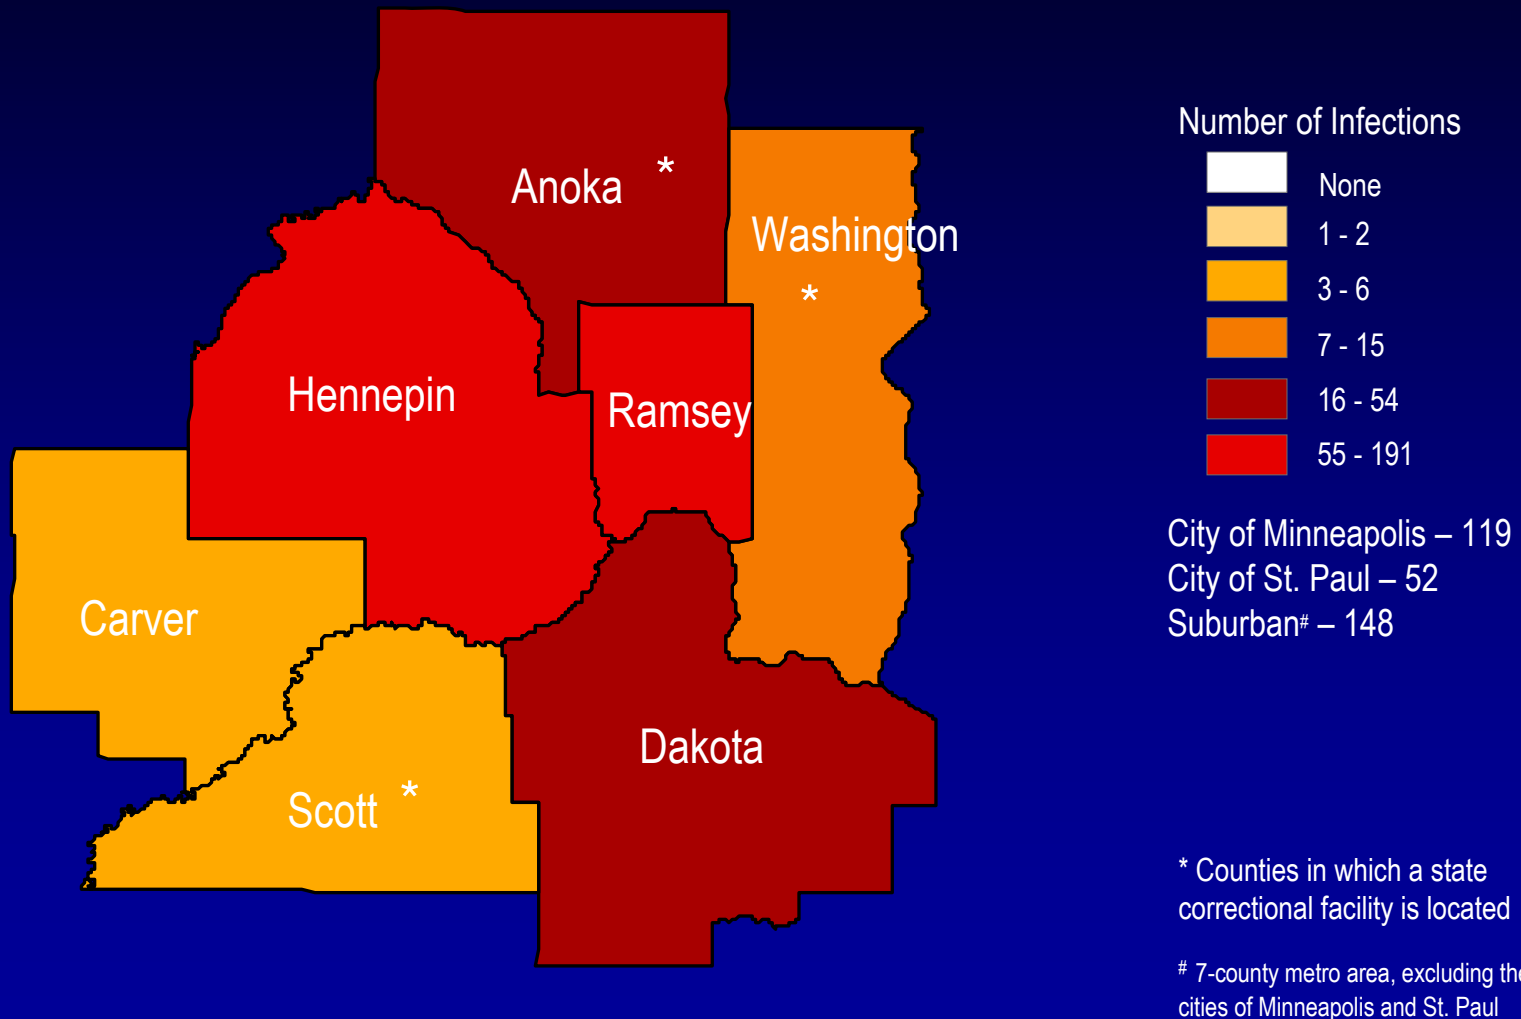 Anoka *
Washington
*
Hennepin
Ramsey
Carver
Dakota
Scott *
Number of Infections
None
1 - 2
3 - 6
7 - 15
16 - 54
55 - 191
City of Minneapolis – 119
City of St. Paul – 52
Suburban# – 148
* Counties in which a state
correctional facility is located
# 7-county metro area, excluding the
cities of Minneapolis and St. Paul